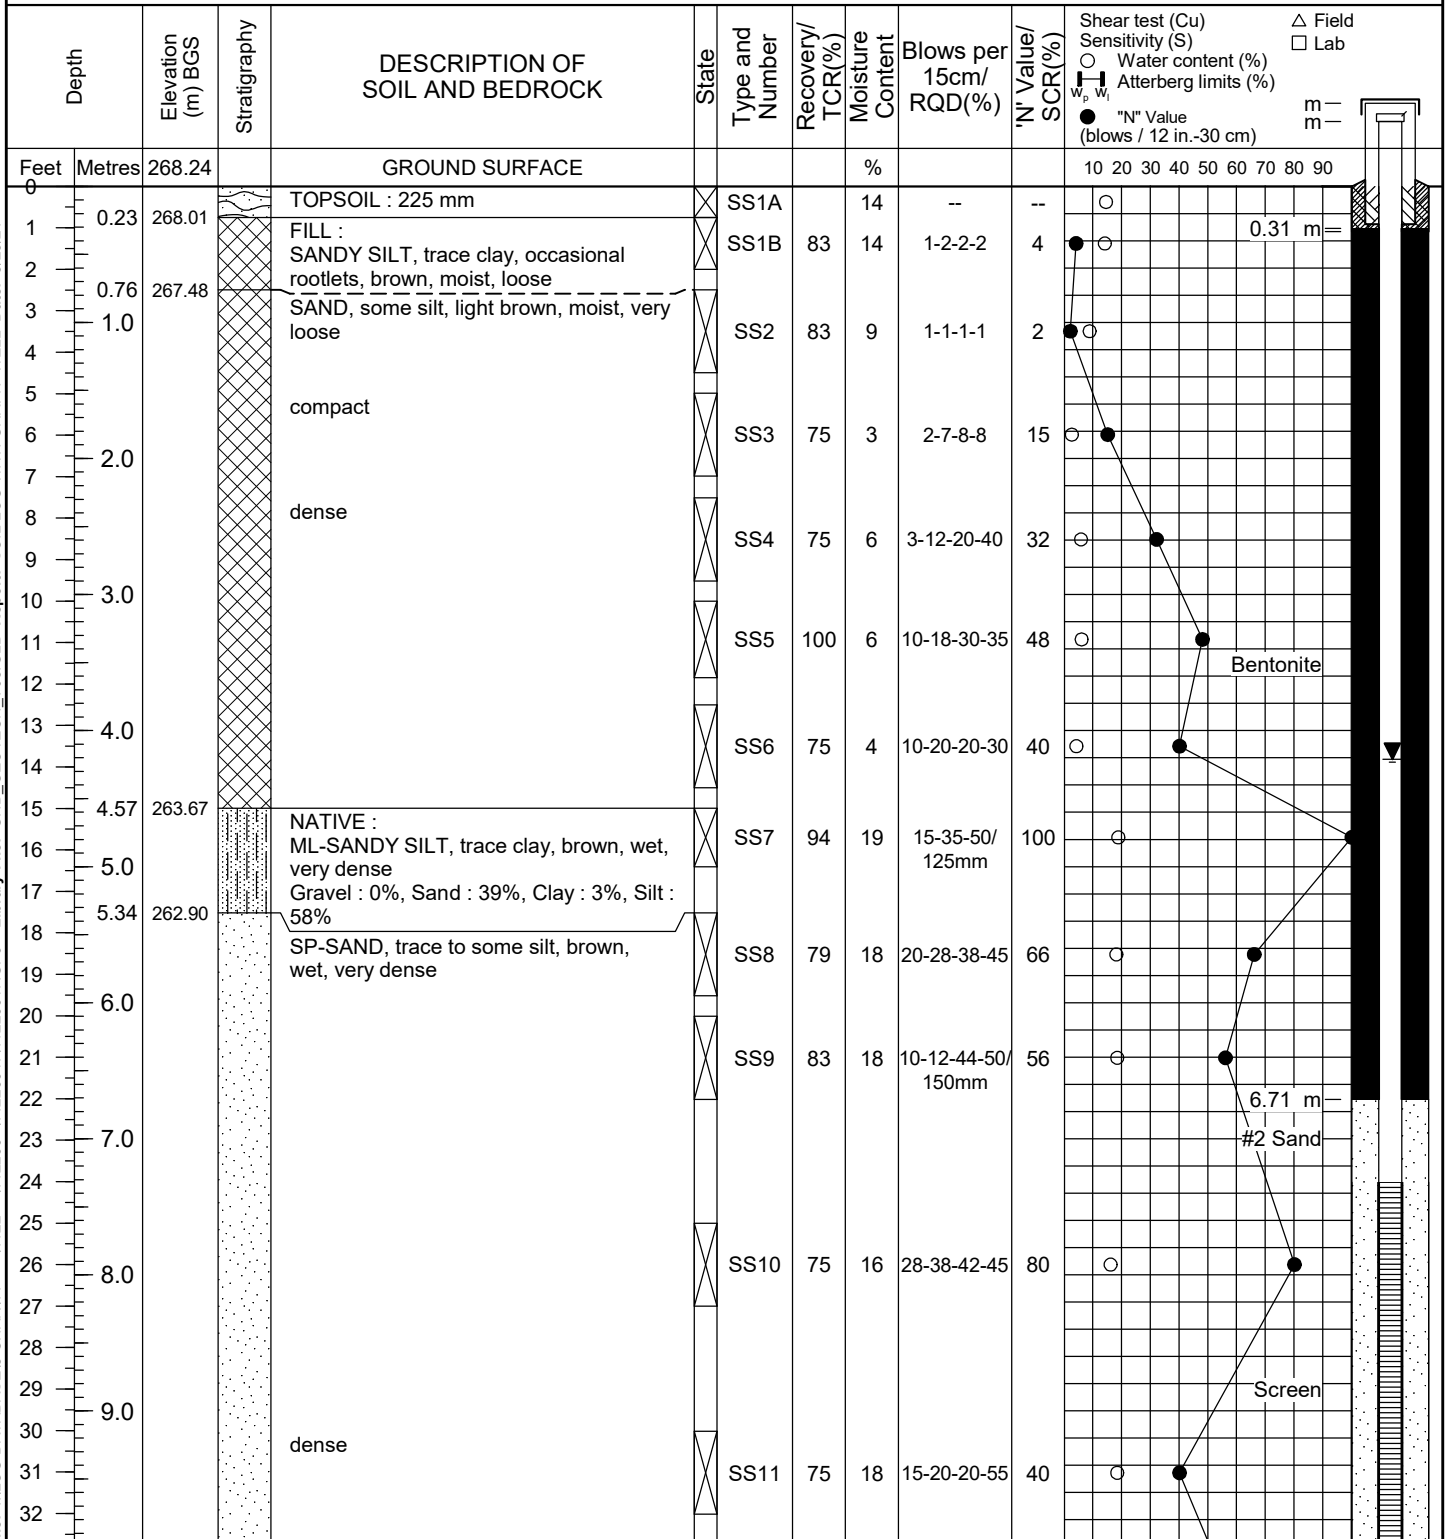 Depth
Elevation (m) BGS
Stratigraphy
DESCRIPTION OF
SOIL AND BEDROCK
State
Type and Number
Recovery/ TCR(%)
Moisture Content
Blows per
15cm/
RQD(%)
'N' Value/ SCR(%)
Shear test (Cu)
Sensitivity (S)
△ Field
□ Lab
○ Water content (%)
Wp Wl Atterberg limits (%)
● "N" Value
(blows / 12 in.-30 cm)
m
m
Feet Metres 268.24 GROUND SURFACE % 10 20 30 40 50 60 70 80 90
0
TOPSOIL : 225 mm SS1A 14 -- --
0.23 268.01
1 FILL : 0.31 m
SANDY SILT, trace clay, occasional SS1B 83 14 1-2-2-2 4
2 rootlets, brown, moist, loose
0.76 267.48
3 SAND, some silt, light brown, moist, very
1.0 loose SS2 83 9 1-1-1-1 2
4
5 compact
6 SS3 75 3 2-7-8-8 15
2.0
7
8 dense
SS4 75 6 3-12-20-40 32
9
10 3.0
11 SS5 100 6 10-18-30-35 48
Bentonite
12
13 4.0
SS6 75 4 10-20-20-30 40
14
15 4.57 263.67
NATIVE :
16 ML-SANDY SILT, trace clay, brown, wet, SS7 94 19 15-35-50/ 100
5.0 very dense 125mm
17 Gravel : 0%, Sand : 39%, Clay : 3%, Silt :
5.34 262.90 58%
18 SP-SAND, trace to some silt, brown, SS8 79 18 20-28-38-45 66
19 wet, very dense
6.0
20
21 SS9 83 18 10-12-44-50/ 56
150mm
22 6.71 m
23 7.0 #2 Sand
24
25
26 SS10 75 16 28-38-42-45 80
8.0
27
28
29 Screen
9.0
30 dense
31 SS11 75 18 15-20-20-55 40
32